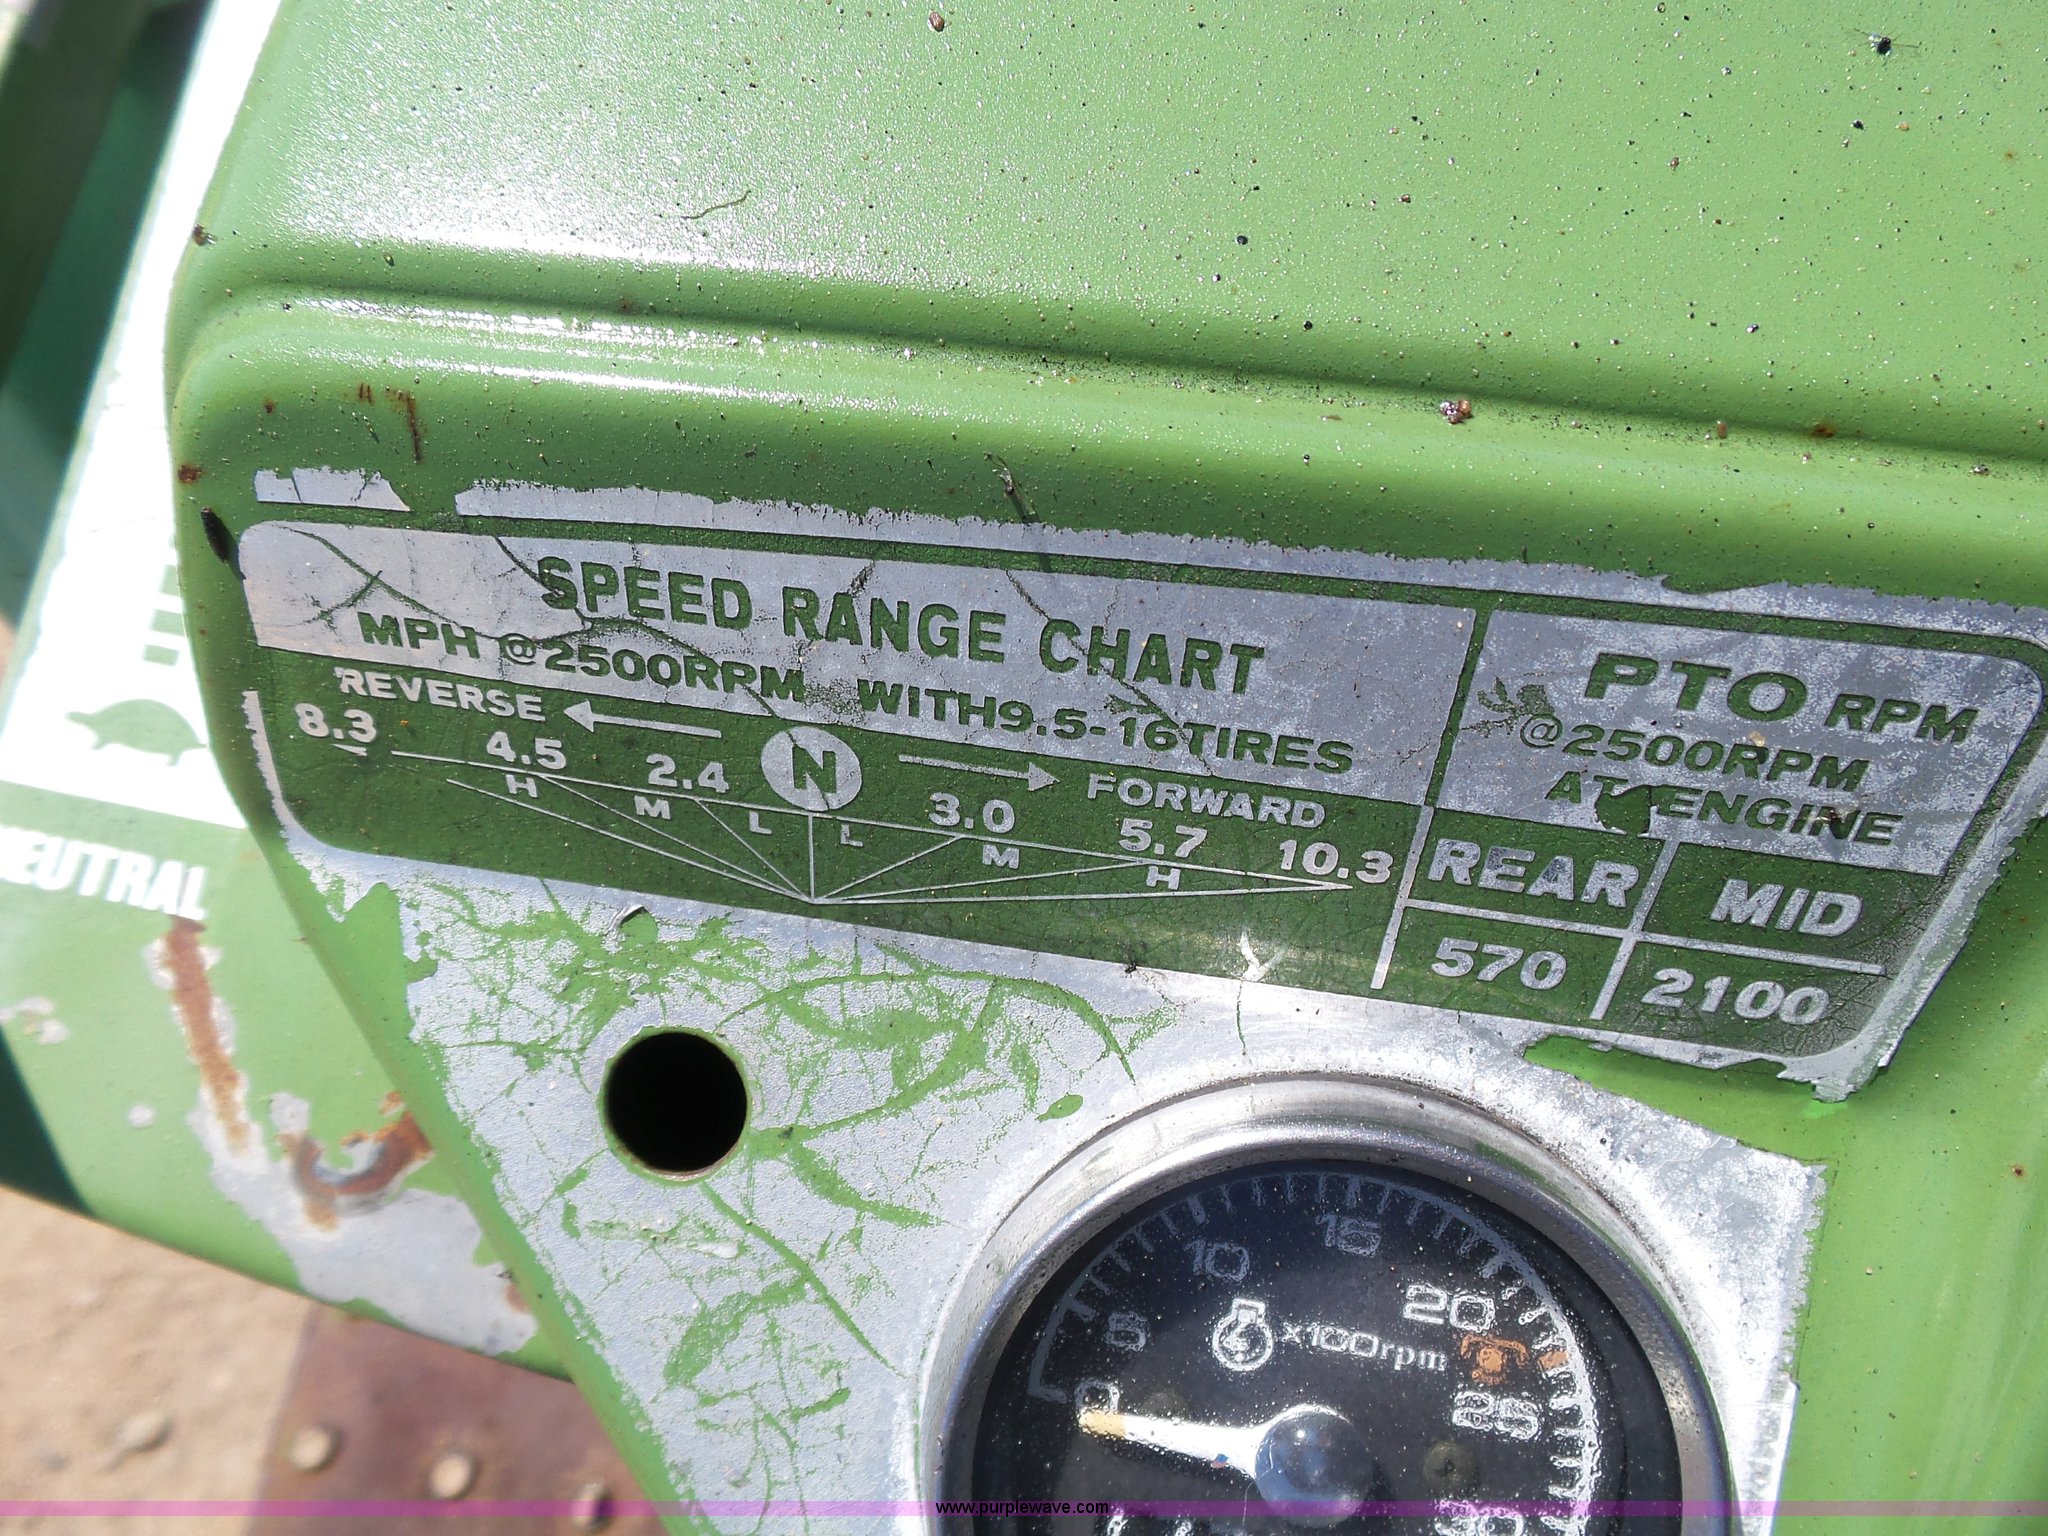 SPEED RANGE CHART
MPH @2500RPM WITH9.5-16TIRES
REVERSE N FORWARD
8.3 4.5 2.4 3.0 5.7 10.3
H M L L M H
PTO RPM
@2500RPM
AT ENGINE
REAR MID
570 2100
NEUTRAL
0 5 10 15 20 25 30
x100rpm
www.purplewave.com